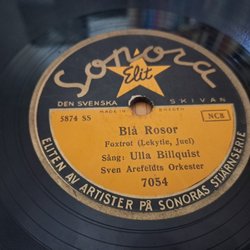 Sonora
Elit
DEN SVENSKA SKIVAN
MADE IN SWEDEN
5874 SS
NCB
Blå Rosor
Foxtrot (Lekytle, Juel)
Sång: Ulla Billquist
Sven Arefeldts Orkester
7054
ELITEN AV ARTISTER PÅ SONORAS STJÄRNSERIE